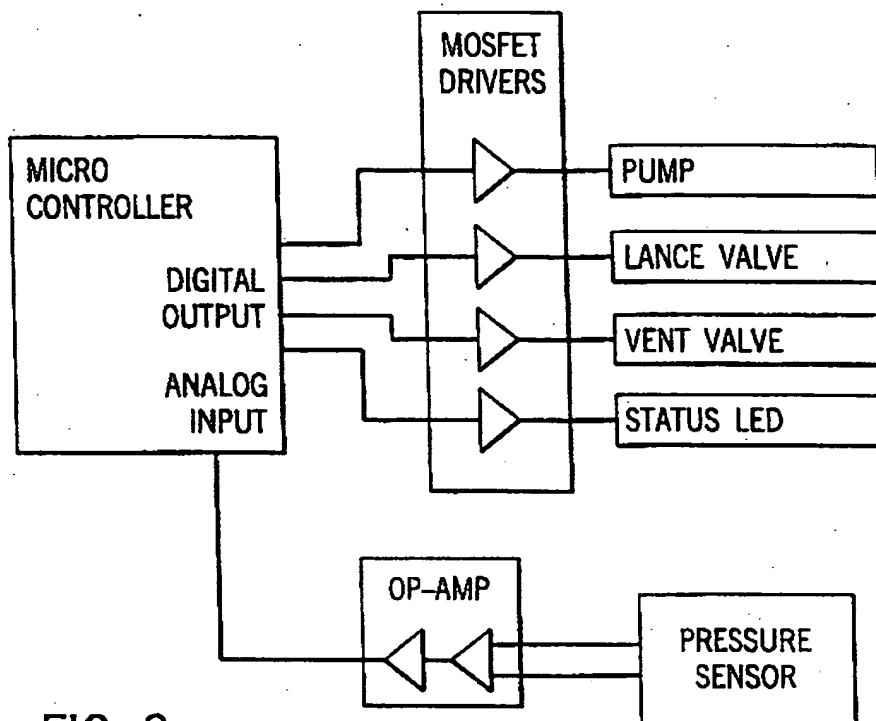 MOSFET
DRIVERS
MICRO
CONTROLLER
DIGITAL
OUTPUT
ANALOG
INPUT
PUMP
LANCE VALVE
VENT VALVE
STATUS LED
OP-AMP
PRESSURE
SENSOR